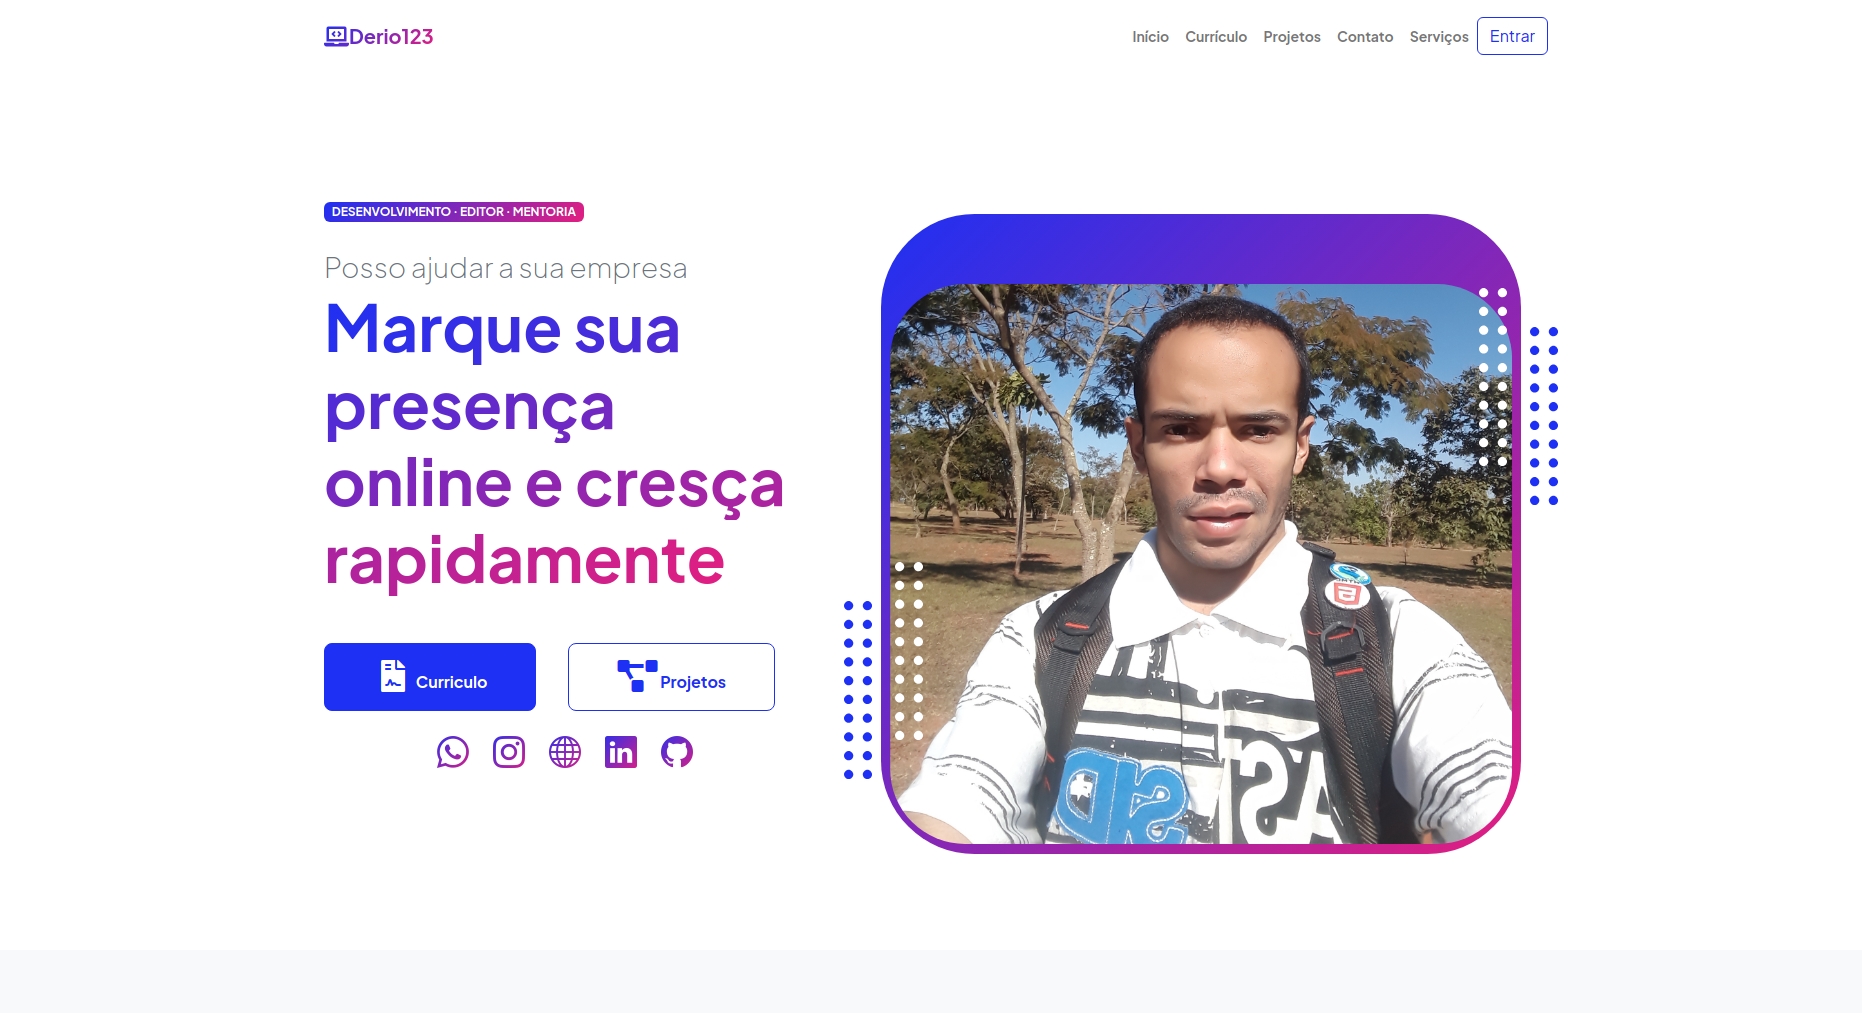 Derio123
Início Currículo Projetos Contato Serviços Entrar
DESENVOLVIMENTO · EDITOR · MENTORIA
Posso ajudar a sua empresa
Marque sua
presença
online e cresça
rapidamente
Curriculo Projetos